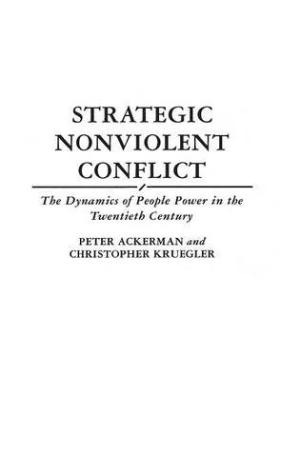 STRATEGIC
NONVIOLENT
CONFLICT
The Dynamics of People Power in the
Twentieth Century
PETER ACKERMAN and
CHRISTOPHER KRUEGLER